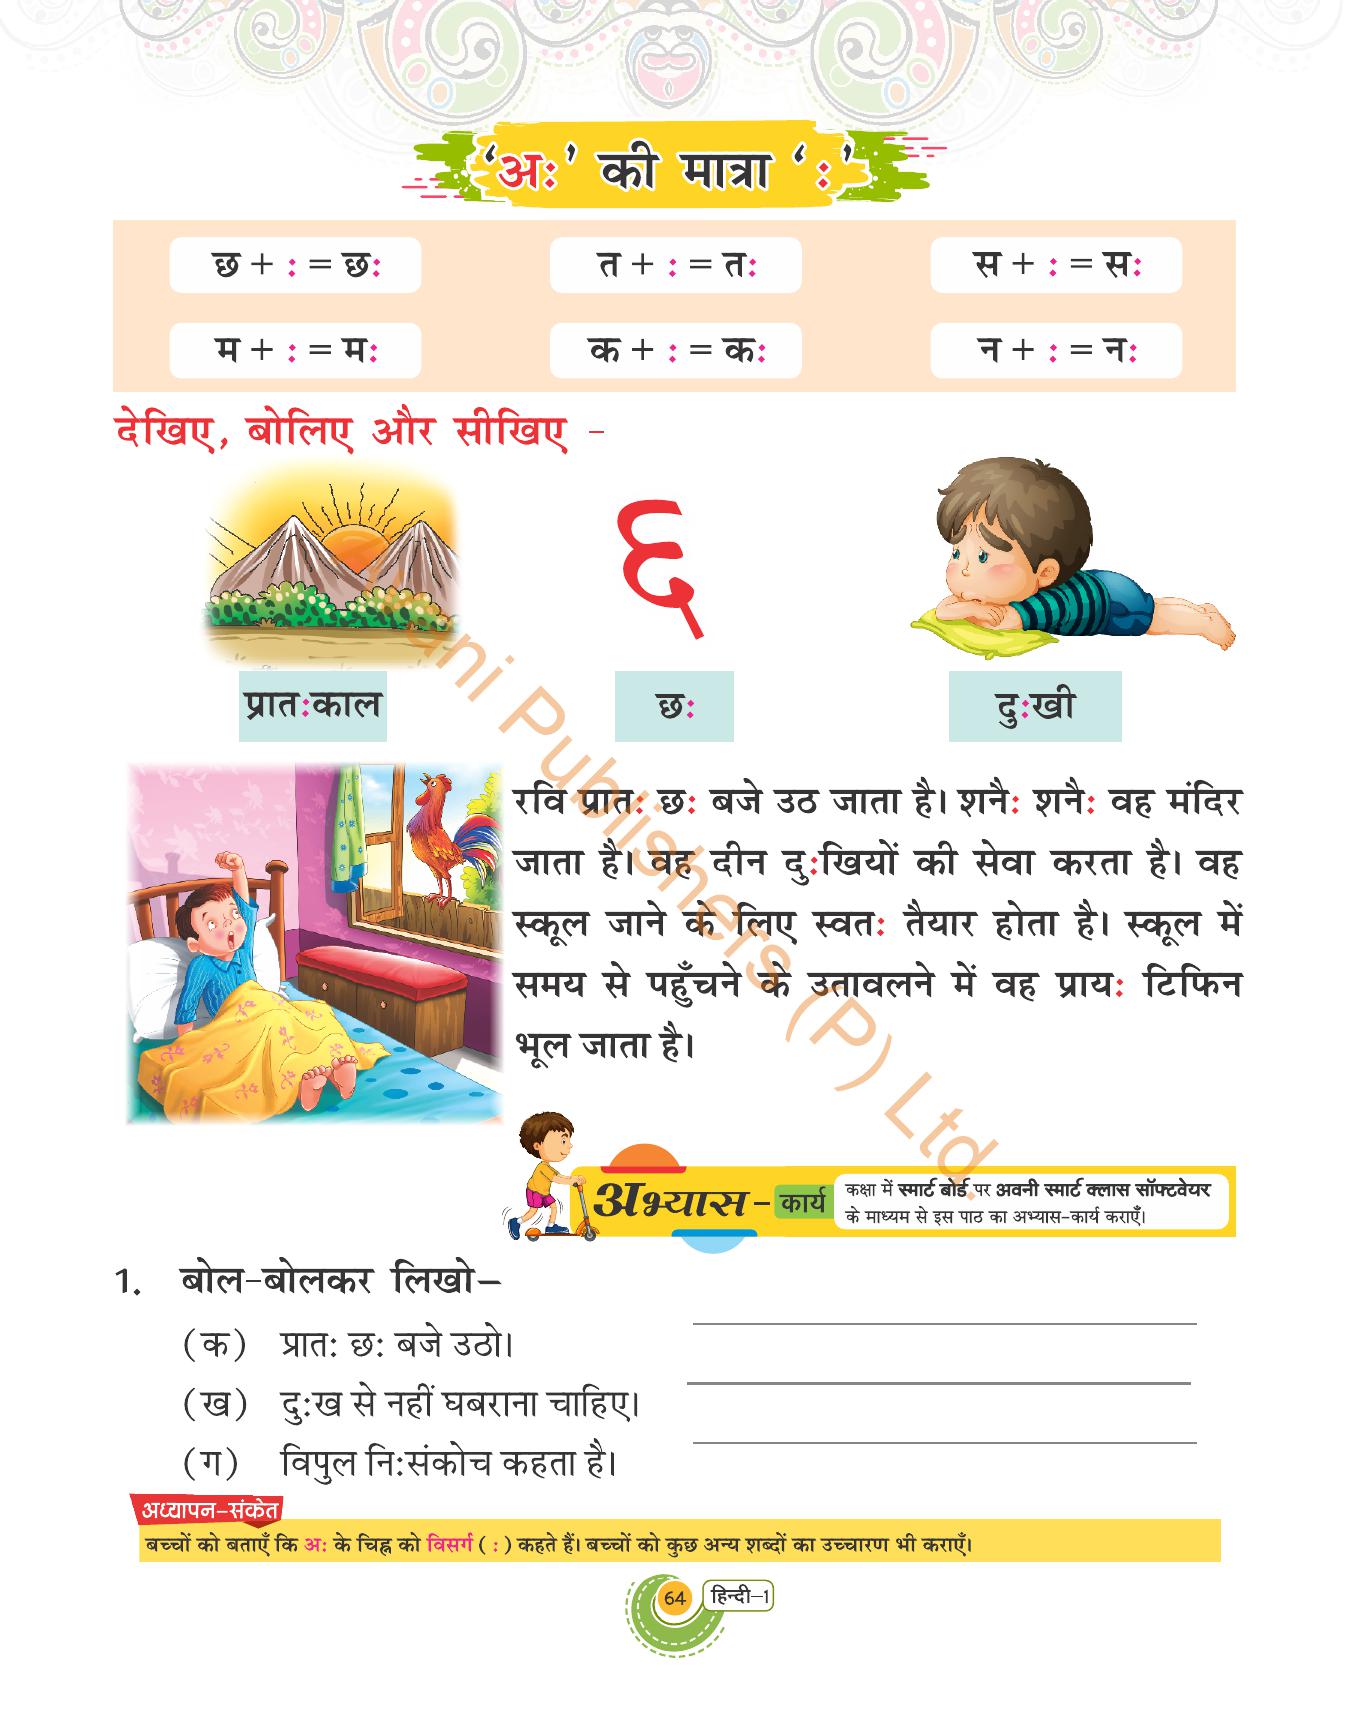 ‘अः’ की मात्रा ‘ : ’
छ + : = छः
त + : = तः
स + : = सः
म + : = मः
क + : = कः
न + : = नः
देखिए, बोलिए और सीखिए -
६
प्रातःकाल
छः
दुःखी
रवि प्रातः छः बजे उठ जाता है। शनैः शनैः वह मंदिर
जाता है। वह दीन दुःखियों की सेवा करता है। वह
स्कूल जाने के लिए स्वतः तैयार होता है। स्कूल में
समय से पहुँचने के उतावलने में वह प्रायः टिफिन
भूल जाता है।
अभ्यास - कार्य
कक्षा में स्मार्ट बोर्ड पर अवनी स्मार्ट क्लास सॉफ्टवेयर
के माध्यम से इस पाठ का अभ्यास-कार्य कराएँ।
1. बोल-बोलकर लिखो–
(क) प्रातः छः बजे उठो।
(ख) दुःख से नहीं घबराना चाहिए।
(ग) विपुल निःसंकोच कहता है।
अध्यापन-संकेत
बच्चों को बताएँ कि अः के चिह्न को विसर्ग ( : ) कहते हैं। बच्चों को कुछ अन्य शब्दों का उच्चारण भी कराएँ।
64 हिन्दी-1
Publishers (P) Ltd.